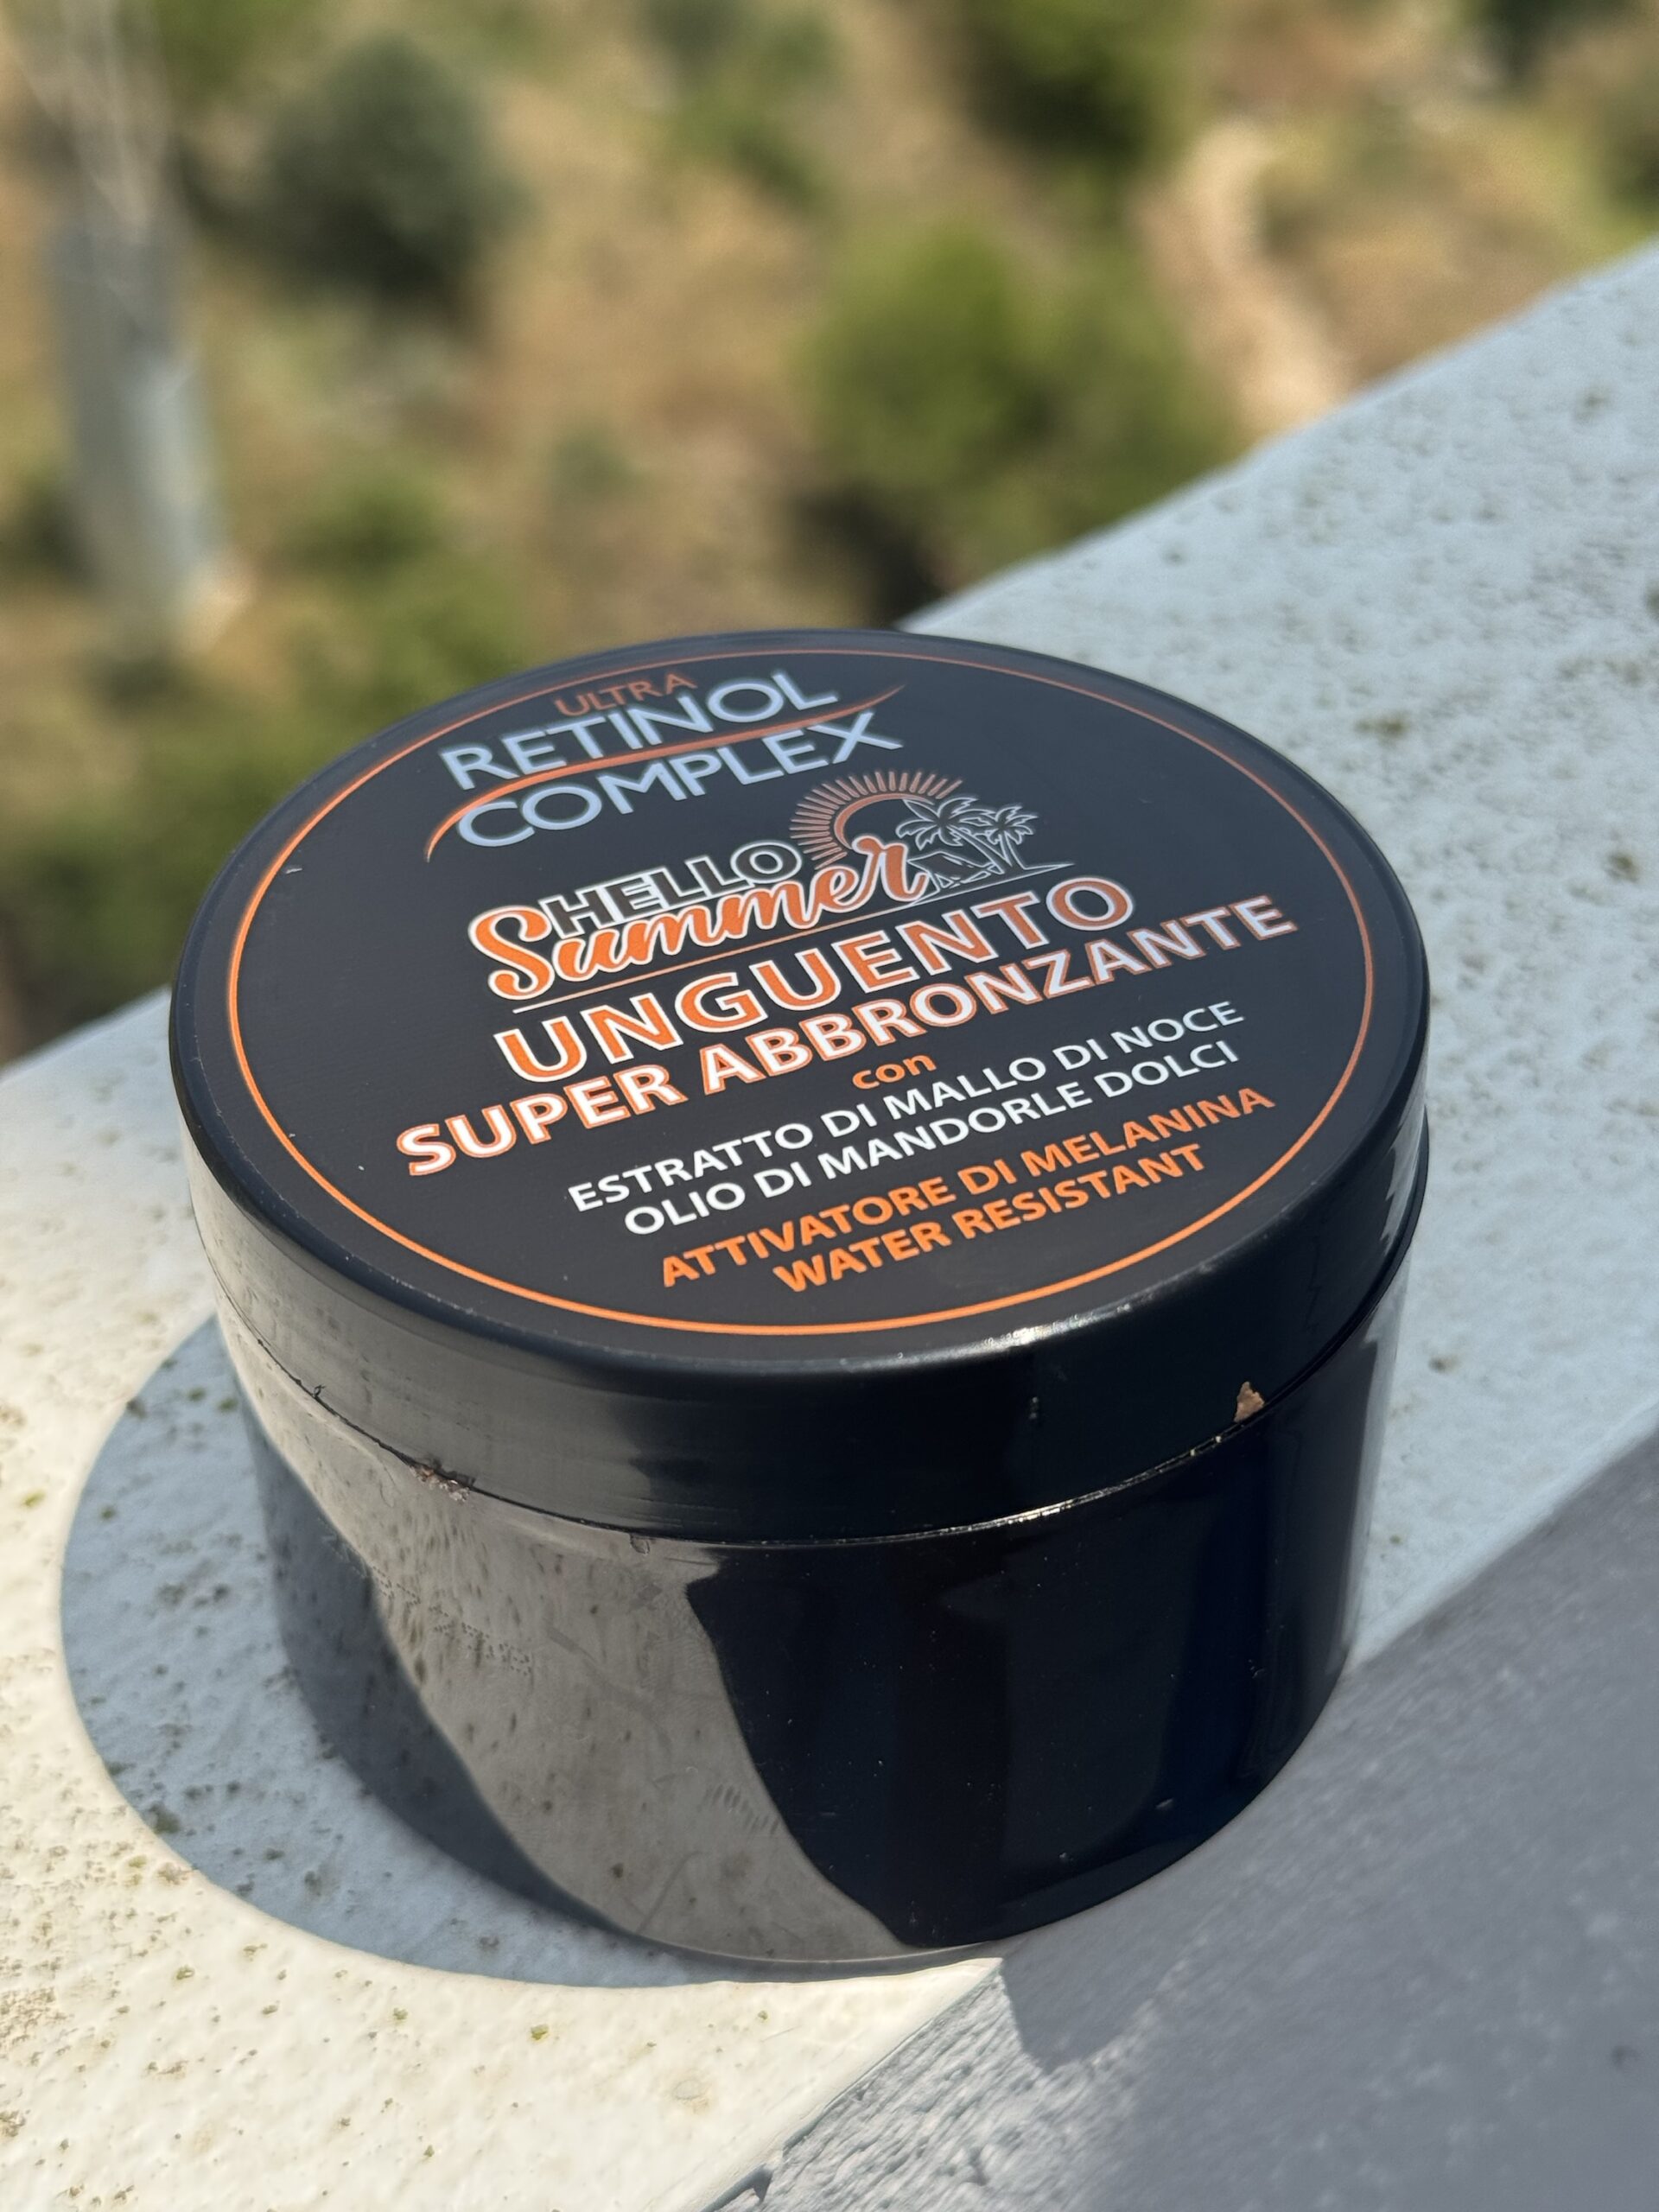 ULTRA
RETINOL
COMPLEX
HELLO
Summer
UNGUENTO
SUPER ABBRONZANTE
con
ESTRATTO DI MALLO DI NOCE
OLIO DI MANDORLE DOLCI
ATTIVATORE DI MELANINA
WATER RESISTANT